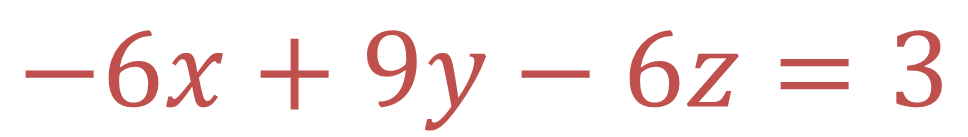 −6x + 9y − 6z = 3